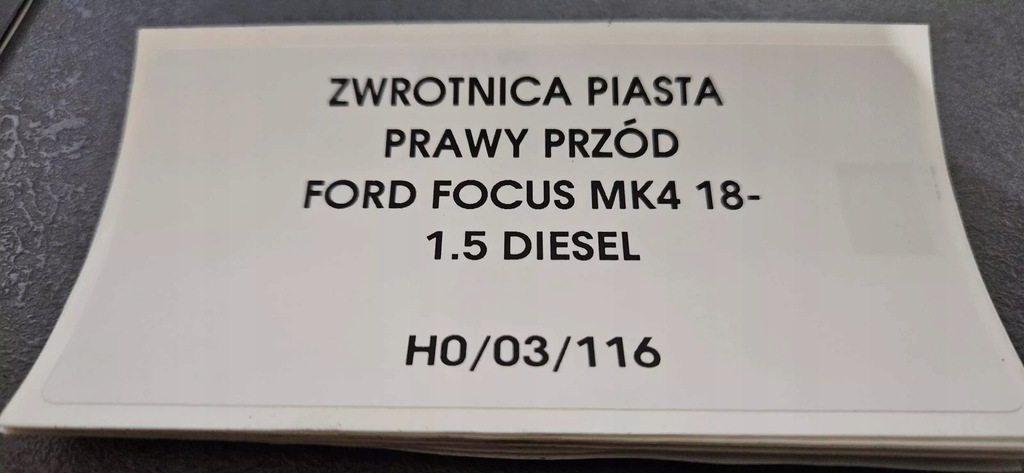 ZWROTNICA PIASTA
PRAWY PRZÓD
FORD FOCUS MK4 18-
1.5 DIESEL
H0/03/116